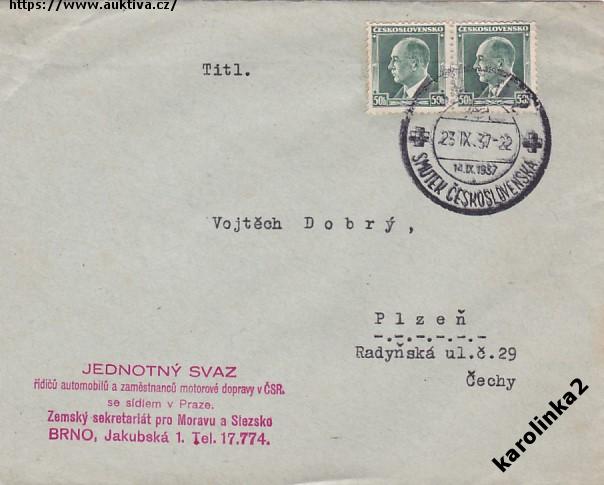 https://www.auktiva.cz/
Titl.
ČESKOSLOVENSKO
ČESKOSLOVENSKO
50h
50h
50h
50h
23 IX. 37-22
14.IX.1937
SMUTEK ČESKOSLOVENSKA
Vojtěch Dobrý,
Plzeň
Radyňská ul.č.29
Čechy
JEDNOTNÝ SVAZ
řidičů automobilů a zaměstnanců motorové dopravy v ČSR.
se sídlem v Praze.
Zemský sekretariát pro Moravu a Slezsko
BRNO, Jakubská 1. Tel. 17.774.
karolinka2